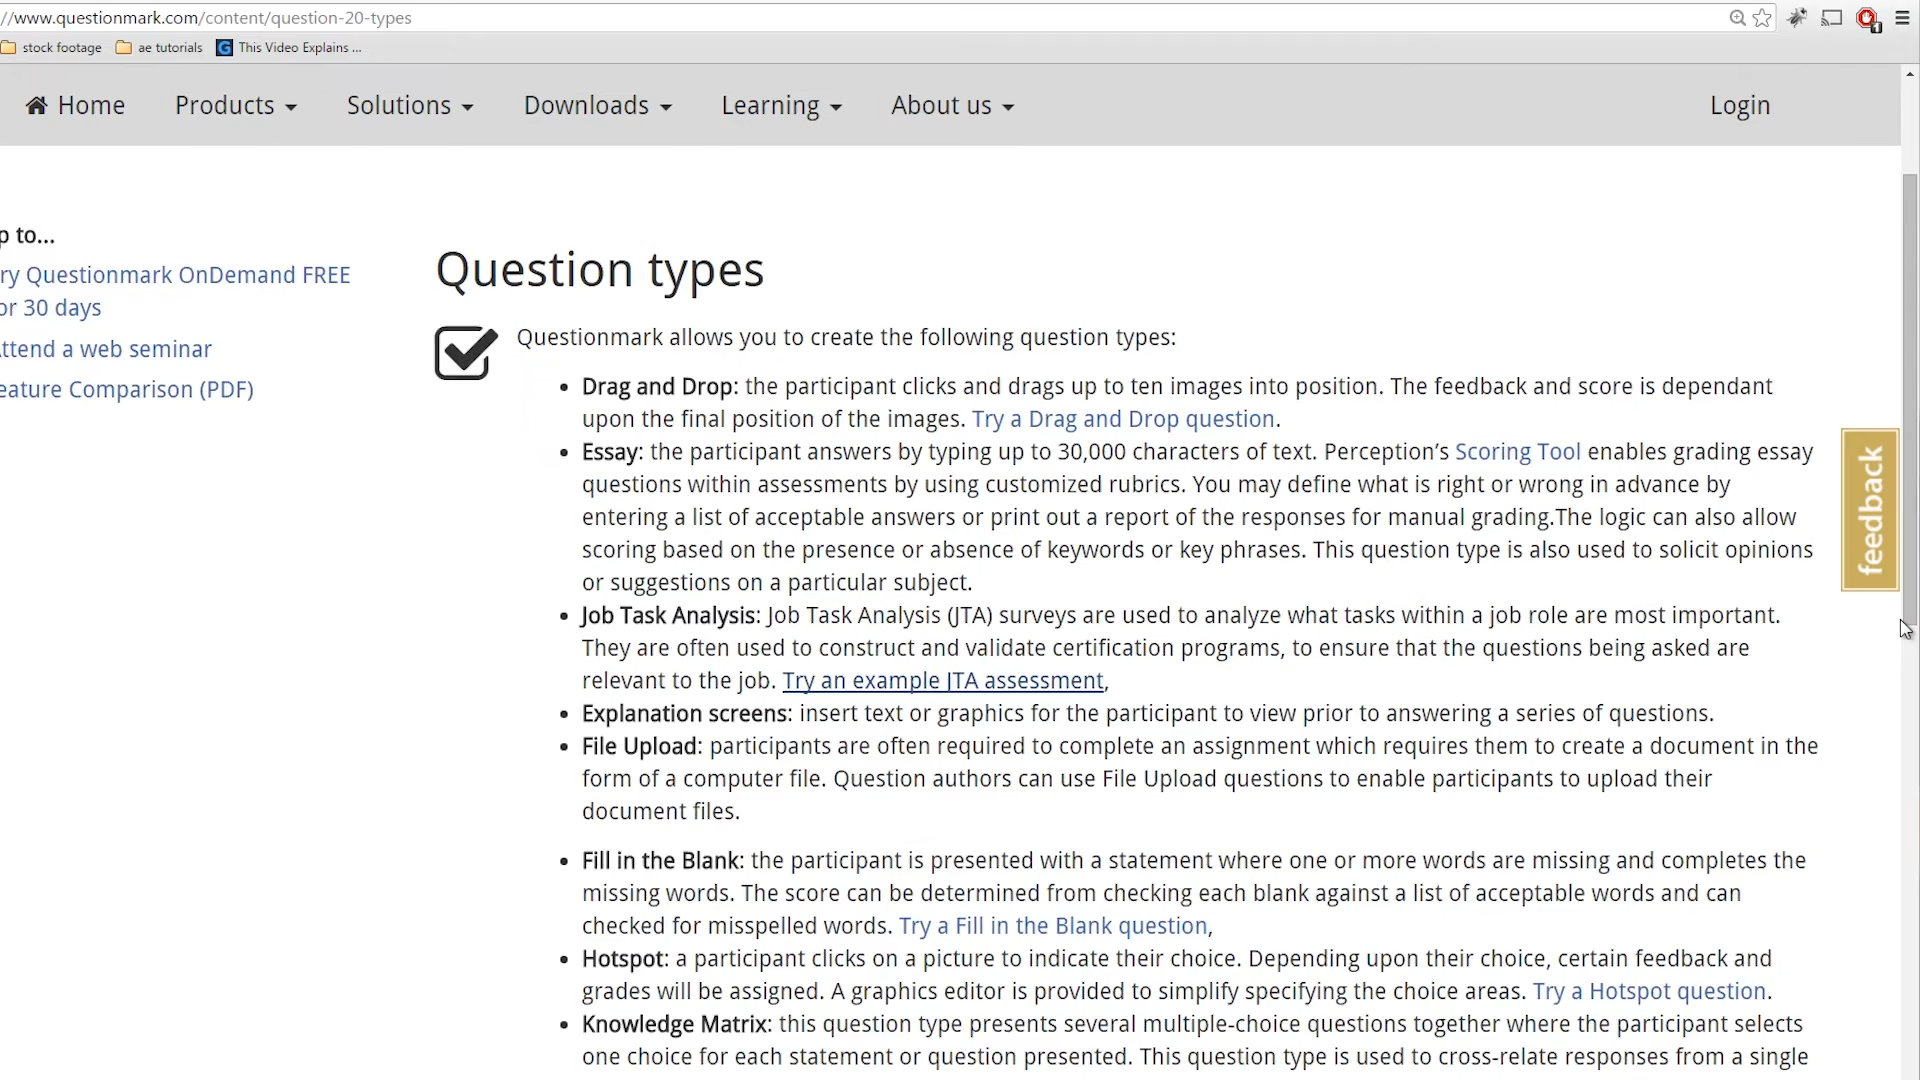 //www.questionmark.com/content/question-20-types
stock footage ae tutorials This Video Explains ...
Home Products Solutions Downloads Learning About us Login
p to...
ry Questionmark OnDemand FREE
or 30 days
ttend a web seminar
eature Comparison (PDF)
Question types
Questionmark allows you to create the following question types:
• Drag and Drop: the participant clicks and drags up to ten images into position. The feedback and score is dependant
upon the final position of the images. Try a Drag and Drop question.
• Essay: the participant answers by typing up to 30,000 characters of text. Perception’s Scoring Tool enables grading essay
questions within assessments by using customized rubrics. You may define what is right or wrong in advance by
entering a list of acceptable answers or print out a report of the responses for manual grading.The logic can also allow
scoring based on the presence or absence of keywords or key phrases. This question type is also used to solicit opinions
or suggestions on a particular subject.
• Job Task Analysis: Job Task Analysis (JTA) surveys are used to analyze what tasks within a job role are most important.
They are often used to construct and validate certification programs, to ensure that the questions being asked are
relevant to the job. Try an example JTA assessment,
• Explanation screens: insert text or graphics for the participant to view prior to answering a series of questions.
• File Upload: participants are often required to complete an assignment which requires them to create a document in the
form of a computer file. Question authors can use File Upload questions to enable participants to upload their
document files.
• Fill in the Blank: the participant is presented with a statement where one or more words are missing and completes the
missing words. The score can be determined from checking each blank against a list of acceptable words and can
checked for misspelled words. Try a Fill in the Blank question,
• Hotspot: a participant clicks on a picture to indicate their choice. Depending upon their choice, certain feedback and
grades will be assigned. A graphics editor is provided to simplify specifying the choice areas. Try a Hotspot question.
• Knowledge Matrix: this question type presents several multiple-choice questions together where the participant selects
one choice for each statement or question presented. This question type is used to cross-relate responses from a single
feedback